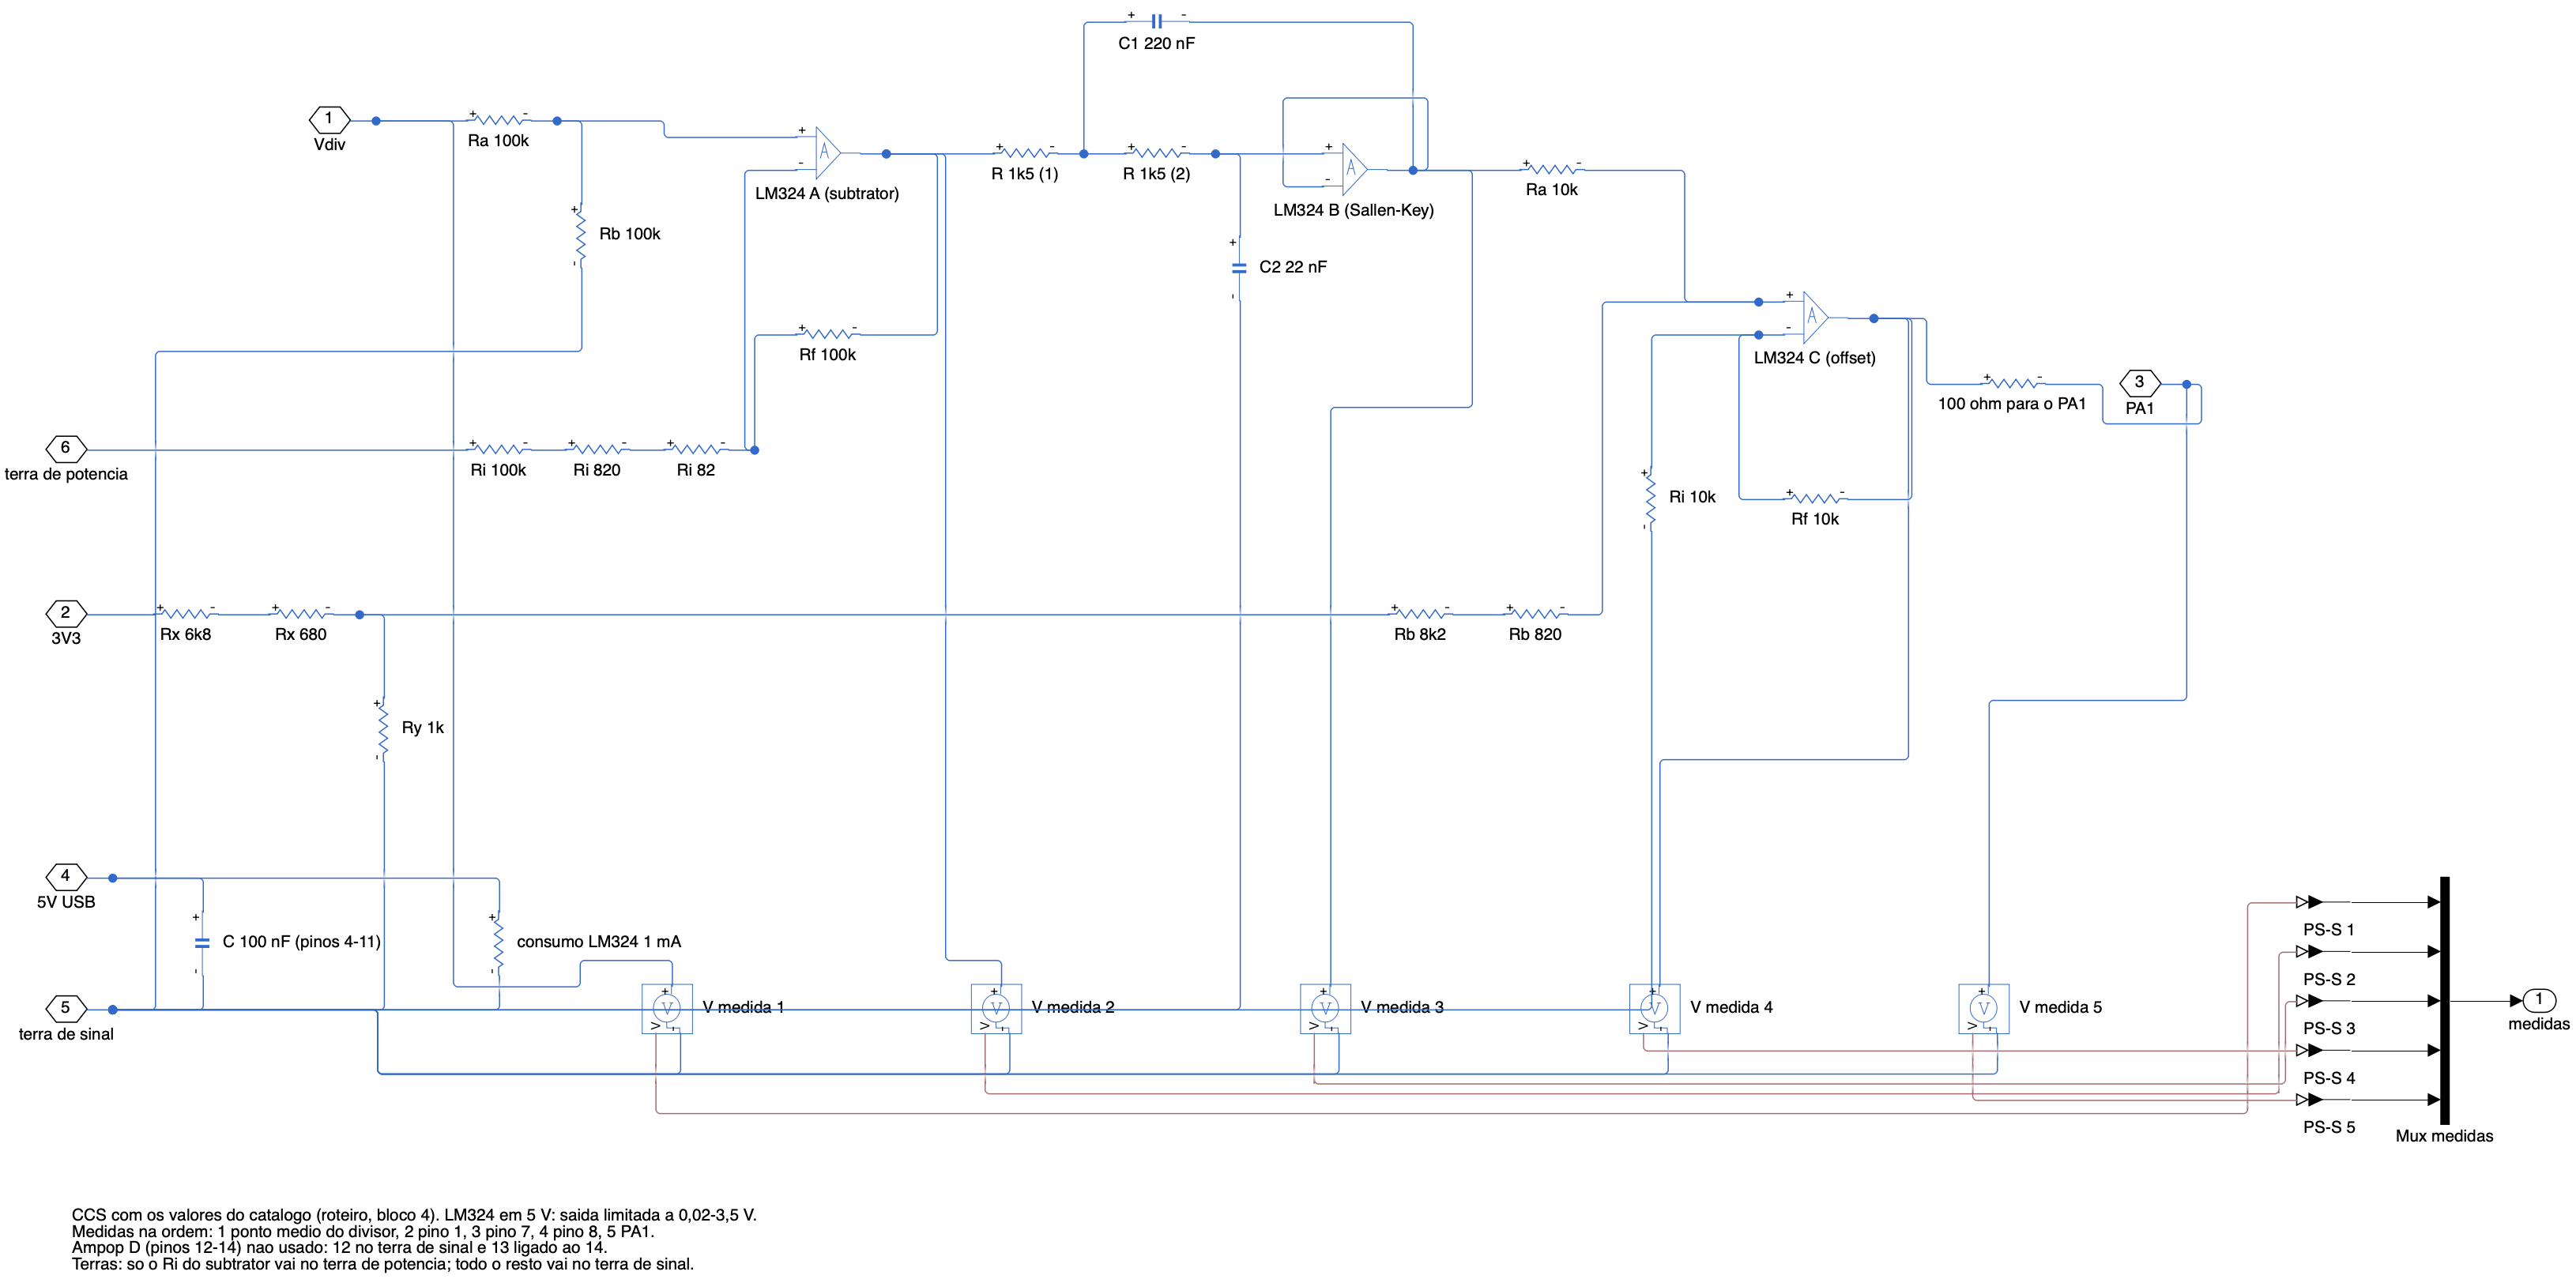 C1 220 nF
1
Vdiv
Ra 100k
LM324 A (subtrator)
R 1k5 (1)
R 1k5 (2)
LM324 B (Sallen-Key)
Ra 10k
Rb 100k
C2 22 nF
Rf 100k
LM324 C (offset)
100 ohm para o PA1
3
PA1
6
terra de potencia
Ri 100k
Ri 820
Ri 82
Ri 10k
Rf 10k
2
3V3
Rx 6k8
Rx 680
Rb 8k2
Rb 820
Ry 1k
4
5V USB
C 100 nF (pinos 4-11)
consumo LM324 1 mA
5
terra de sinal
V medida 1
V medida 2
V medida 3
V medida 4
V medida 5
PS-S 1
PS-S 2
PS-S 3
PS-S 4
PS-S 5
Mux medidas
1
medidas
CCS com os valores do catalogo (roteiro, bloco 4). LM324 em 5 V: saida limitada a 0,02-3,5 V.
Medidas na ordem: 1 ponto medio do divisor, 2 pino 1, 3 pino 7, 4 pino 8, 5 PA1.
Ampop D (pinos 12-14) nao usado: 12 no terra de sinal e 13 ligado ao 14.
Terras: so o Ri do subtrator vai no terra de potencia; todo o resto vai no terra de sinal.